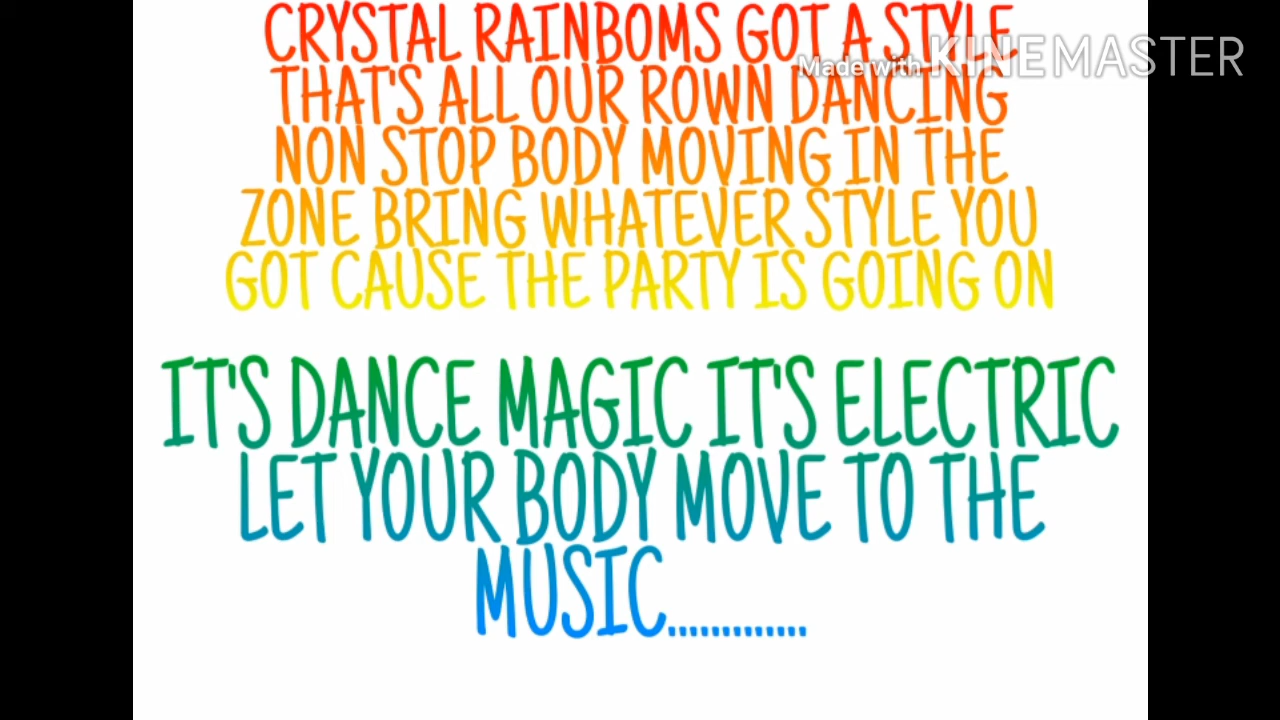 CRYSTAL RAINBOMS GOT A STYLE
Made with KINEMASTER
THAT'S ALL OUR ROWN DANCING
NON STOP BODY MOVING IN THE
ZONE BRING WHATEVER STYLE YOU
GOT CAUSE THE PARTY IS GOING ON
IT'S DANCE MAGIC IT'S ELECTRIC
LET YOUR BODY MOVE TO THE
MUSIC.............